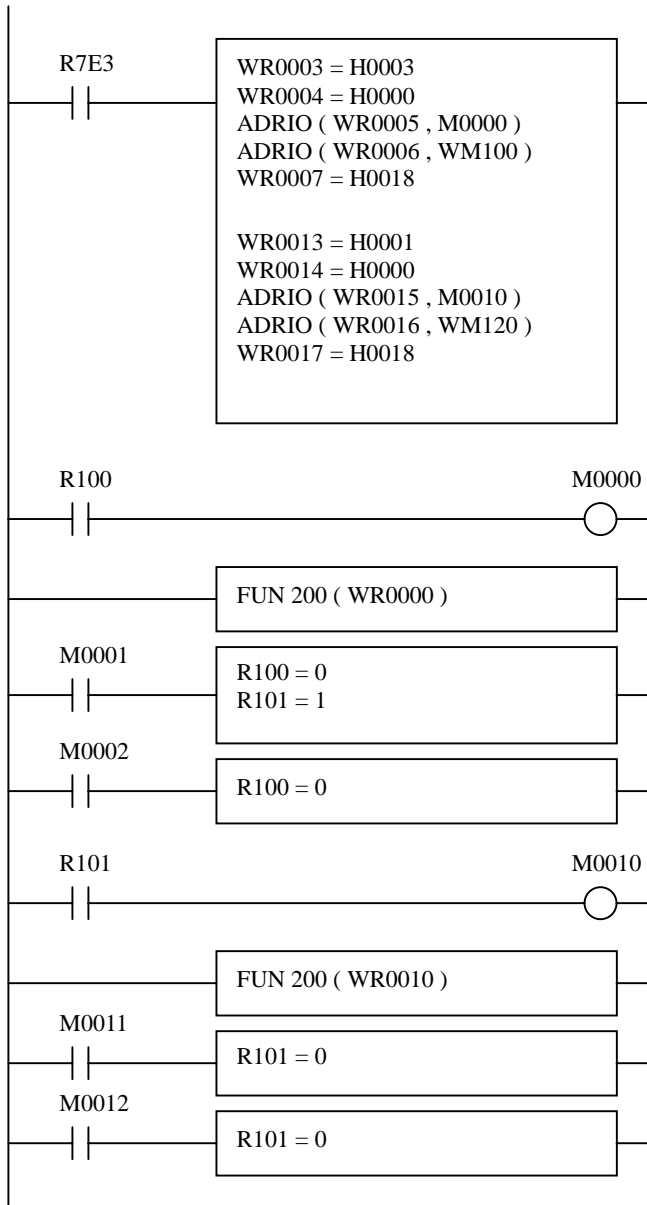 R7E3
WR0003 = H0003
WR0004 = H0000
ADRIO ( WR0005 , M0000 )
ADRIO ( WR0006 , WM100 )
WR0007 = H0018
WR0013 = H0001
WR0014 = H0000
ADRIO ( WR0015 , M0010 )
ADRIO ( WR0016 , WM120 )
WR0017 = H0018
R100
M0000
FUN 200 ( WR0000 )
M0001
R100 = 0
R101 = 1
M0002
R100 = 0
R101
M0010
FUN 200 ( WR0010 )
M0011
R101 = 0
M0012
R101 = 0